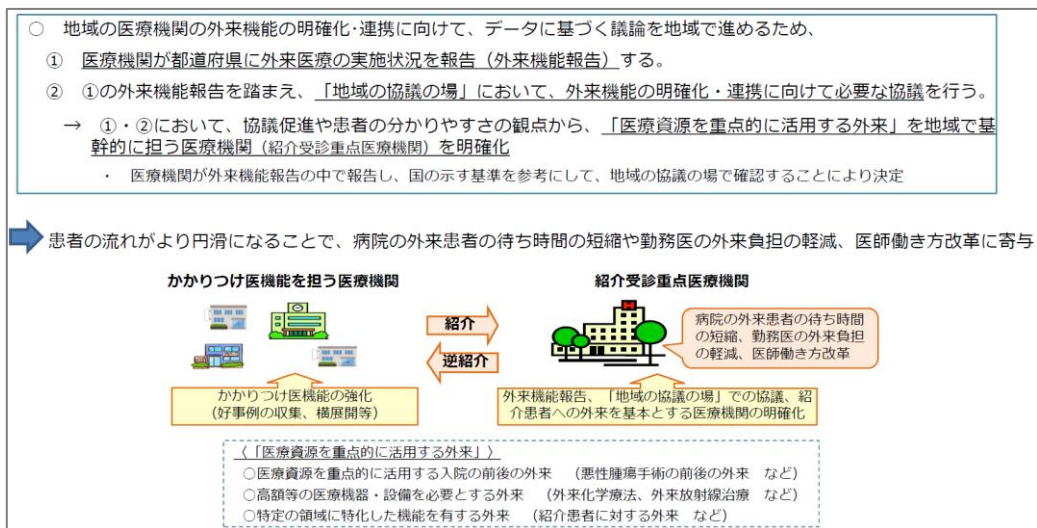 ○ 地域の医療機関の外来機能の明確化・連携に向けて、データに基づく議論を地域で進めるため、
① 医療機関が都道府県に外来医療の実施状況を報告（外来機能報告）する。
② ①の外来機能報告を踏まえ、「地域の協議の場」において、外来機能の明確化・連携に向けて必要な協議を行う。
→ ①・②において、協議促進や患者の分かりやすさの観点から、「医療資源を重点的に活用する外来」を地域で基
幹的に担う医療機関（紹介受診重点医療機関）を明確化
・ 医療機関が外来機能報告の中で報告し、国の示す基準を参考にして、地域の協議の場で確認することにより決定
患者の流れがより円滑になることで、病院の外来患者の待ち時間の短縮や勤務医の外来負担の軽減、医師働き方改革に寄与
かかりつけ医機能を担う医療機関
紹介受診重点医療機関
紹介
逆紹介
病院の外来患者の待ち時間
の短縮、勤務医の外来負担
の軽減、医師働き方改革
かかりつけ医機能の強化
（好事例の収集、横展開等）
外来機能報告、「地域の協議の場」での協議、紹
介患者への外来を基本とする医療機関の明確化
〈「医療資源を重点的に活用する外来」〉
○医療資源を重点的に活用する入院の前後の外来 （悪性腫瘍手術の前後の外来 など）
○高額等の医療機器・設備を必要とする外来 （外来化学療法、外来放射線治療 など）
○特定の領域に特化した機能を有する外来 （紹介患者に対する外来 など）